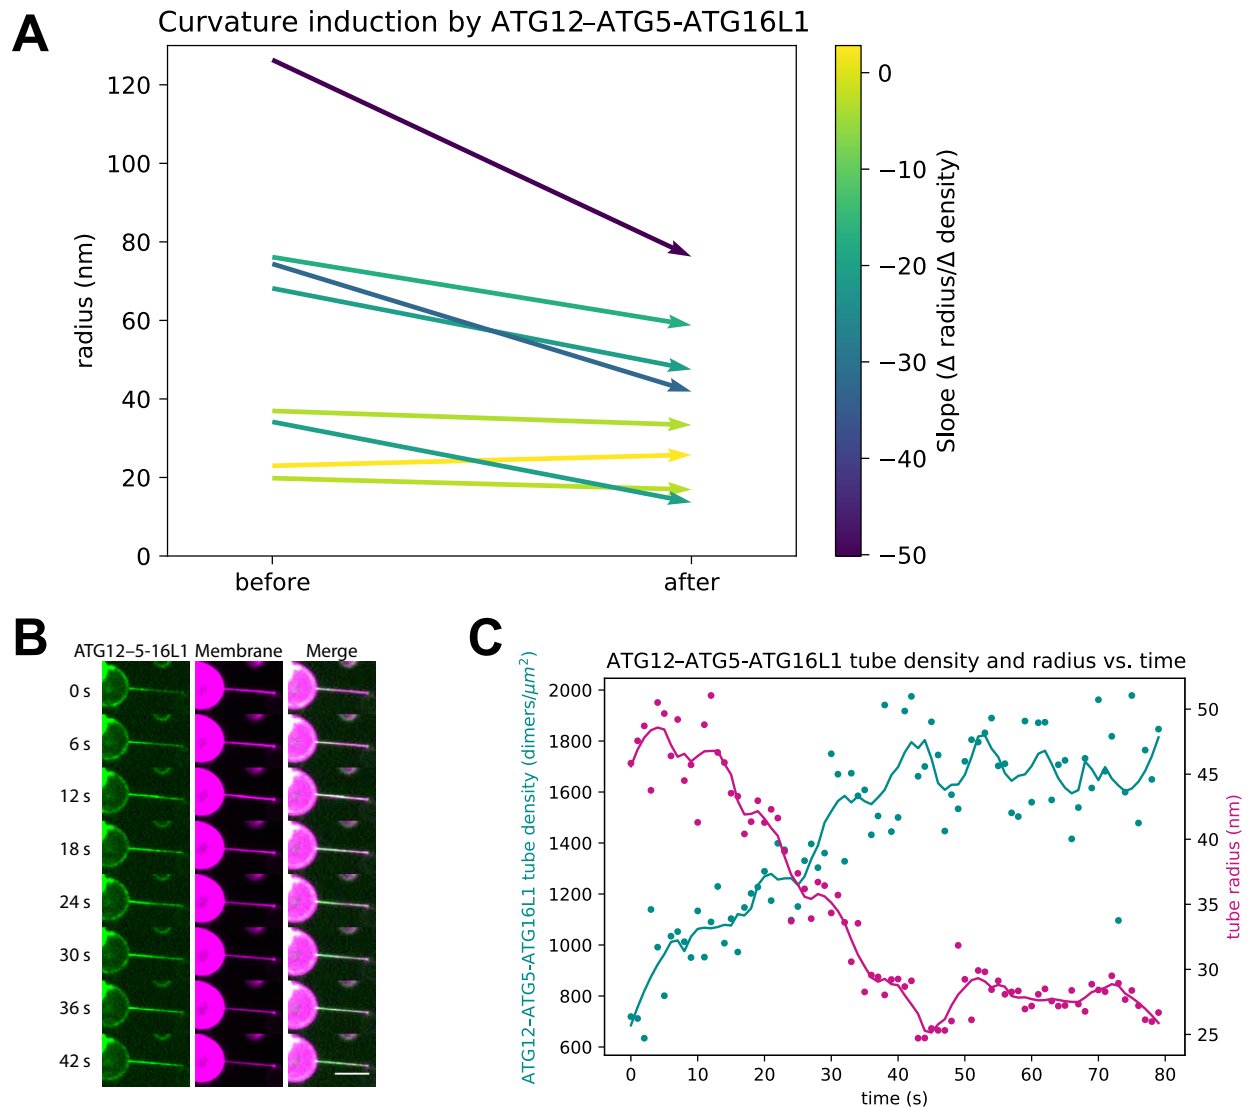 A
Curvature induction by ATG12–ATG5-ATG16L1
120
100
80
60
40
20
0
radius (nm)
before
after
0
−10
−20
−30
−40
−50
Slope (Δ radius/Δ density)
B
ATG12–5-16L1 Membrane Merge
0 s
6 s
12 s
18 s
24 s
30 s
36 s
42 s
C
ATG12–ATG5-ATG16L1 tube density and radius vs. time
ATG12–ATG5-ATG16L1 tube density (dimers/μm²)
2000
1800
1600
1400
1200
1000
800
600
50
45
40
35
30
25
tube radius (nm)
0 10 20 30 40 50 60 70 80
time (s)